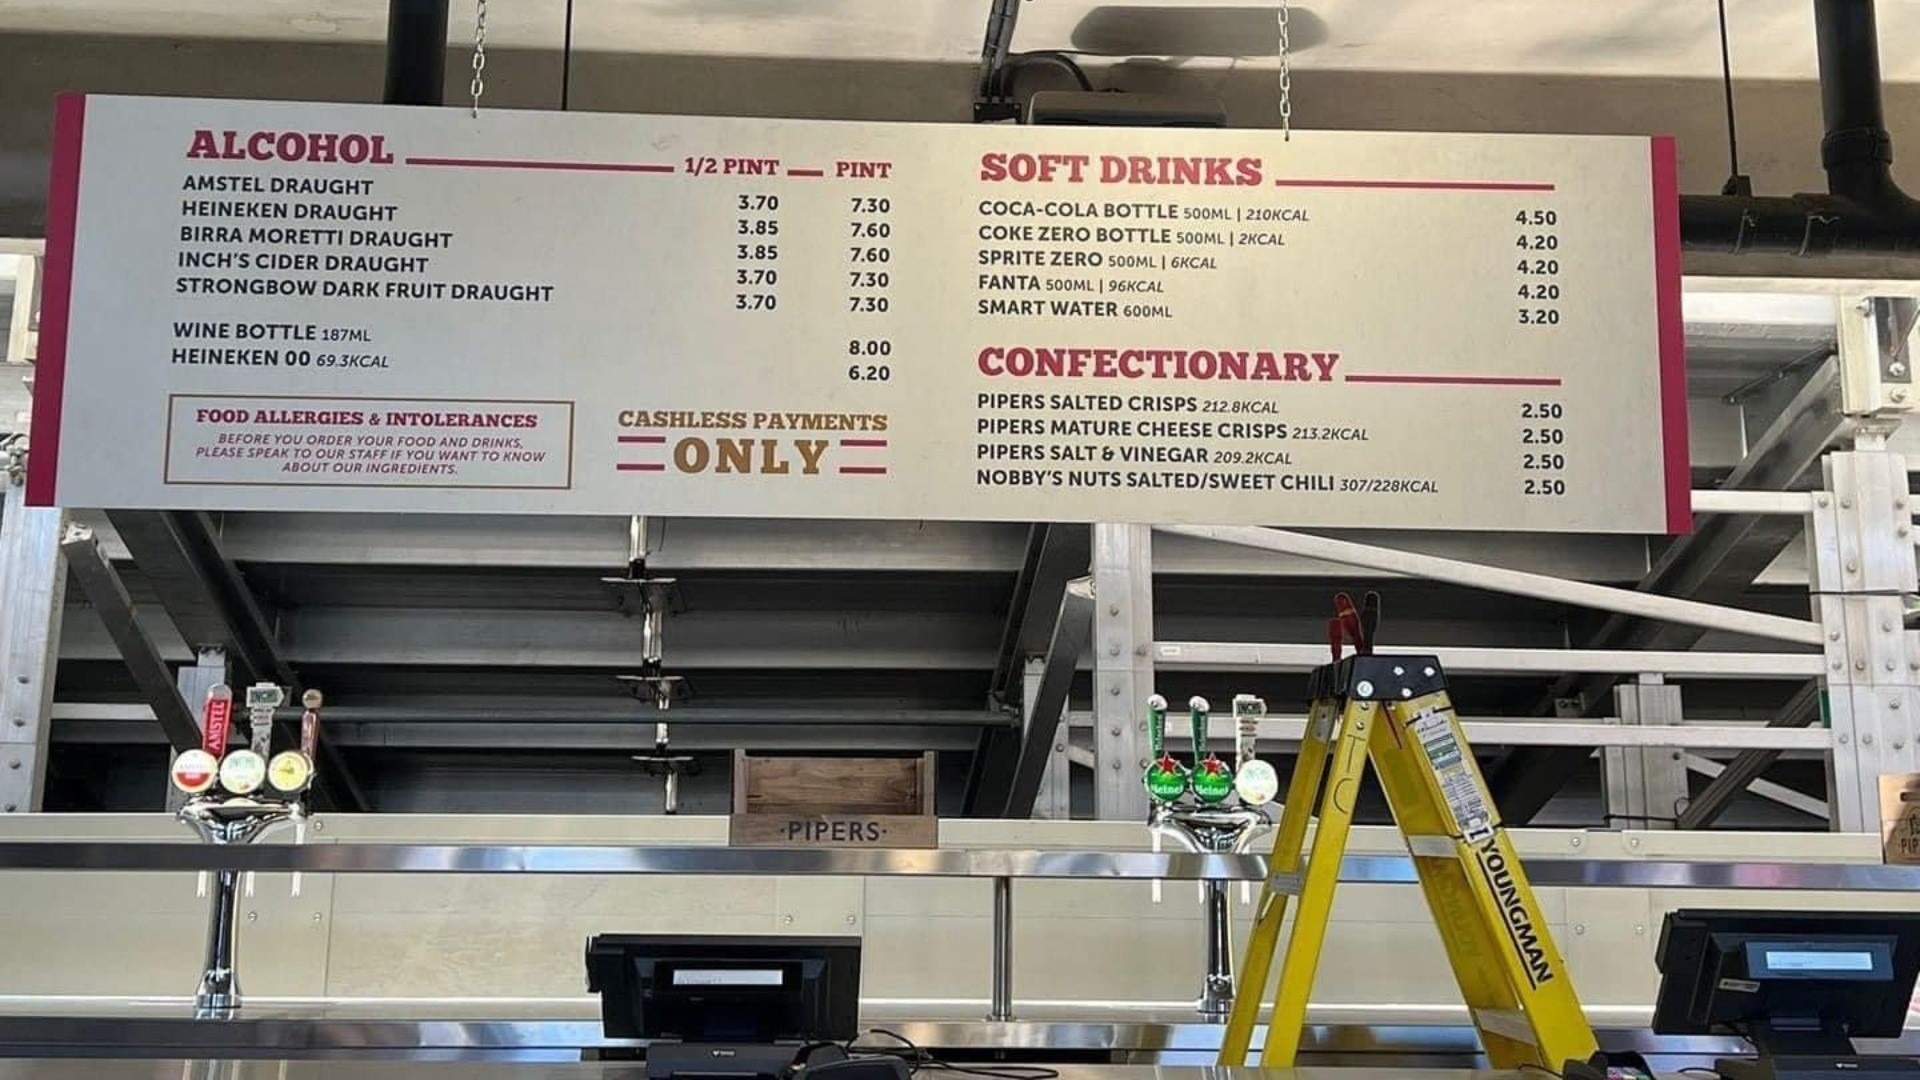 ALCOHOL 1/2 PINT PINT
AMSTEL DRAUGHT 3.70 7.30
HEINEKEN DRAUGHT 3.85 7.60
BIRRA MORETTI DRAUGHT 3.85 7.60
INCH'S CIDER DRAUGHT 3.70 7.30
STRONGBOW DARK FRUIT DRAUGHT 3.70 7.30
WINE BOTTLE 187ML 8.00
HEINEKEN 00 69.3KCAL 6.20
FOOD ALLERGIES & INTOLERANCES
BEFORE YOU ORDER YOUR FOOD AND DRINKS,
PLEASE SPEAK TO OUR STAFF IF YOU WANT TO KNOW
ABOUT OUR INGREDIENTS.
CASHLESS PAYMENTS
ONLY
SOFT DRINKS
COCA-COLA BOTTLE 500ML | 210KCAL 4.50
COKE ZERO BOTTLE 500ML | 2KCAL 4.20
SPRITE ZERO 500ML | 6KCAL 4.20
FANTA 500ML | 96KCAL 4.20
SMART WATER 600ML 3.20
CONFECTIONARY
PIPERS SALTED CRISPS 212.8KCAL 2.50
PIPERS MATURE CHEESE CRISPS 213.2KCAL 2.50
PIPERS SALT & VINEGAR 209.2KCAL 2.50
NOBBY'S NUTS SALTED/SWEET CHILI 307/228KCAL 2.50
AMSTEL
INCH'S
Heineken
Heineken
INCH'S
·PIPERS·
TC
YOUNGMAN